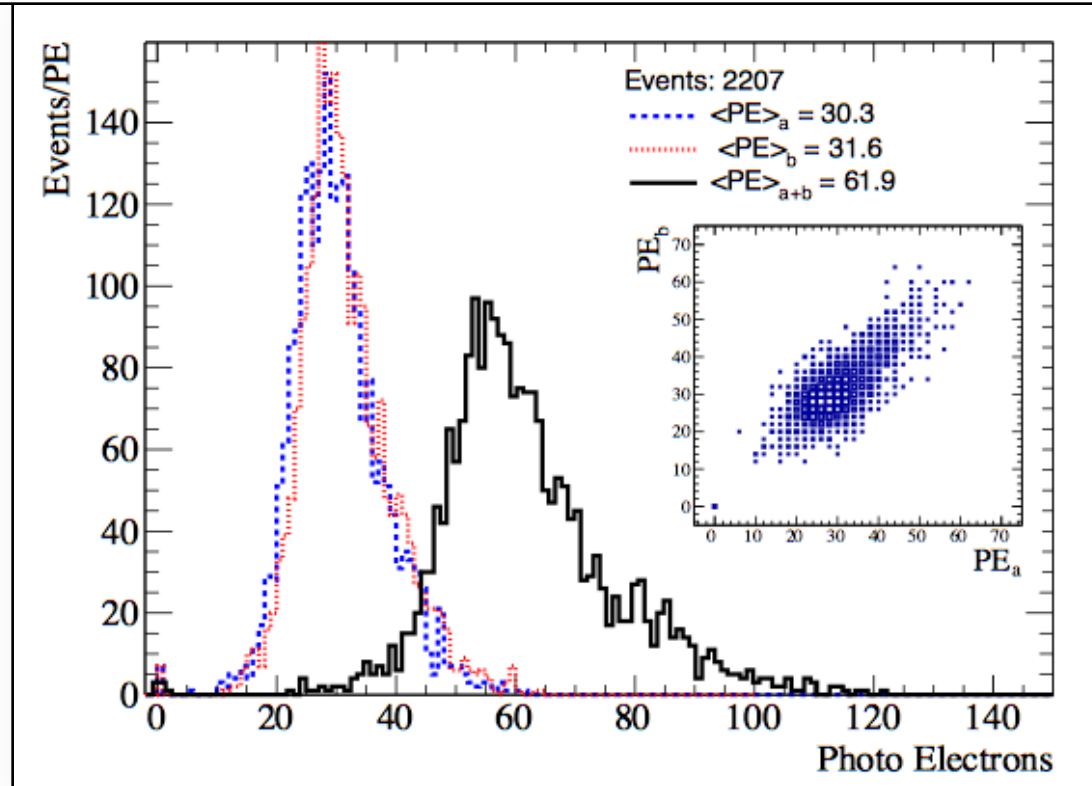 Events/PE
Events: 2207
<PE>a = 30.3
<PE>b = 31.6
<PE>a+b = 61.9
140
120
100
80
60
40
20
0
0 20 40 60 80 100 120 140
Photo Electrons
PEb
70
60
50
40
30
20
10
0
0 10 20 30 40 50 60 70
PEa